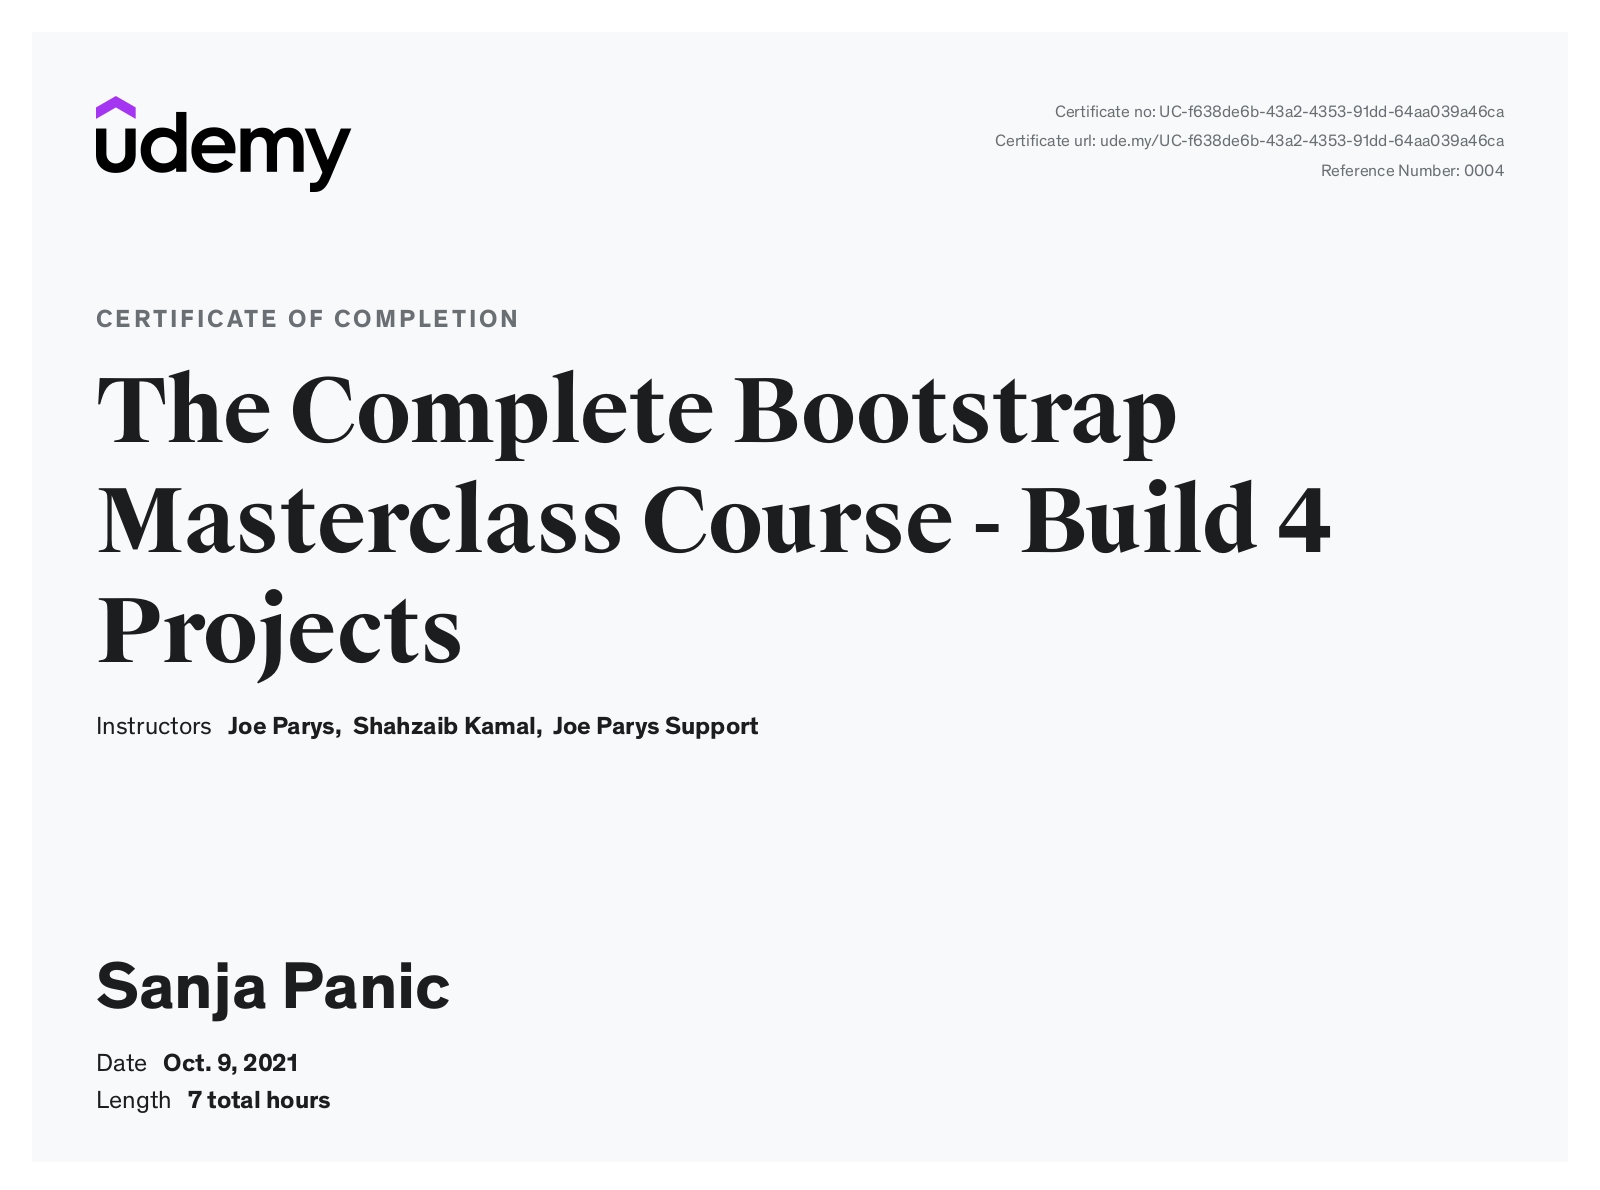 udemy
Certificate no: UC-f638de6b-43a2-4353-91dd-64aa039a46ca
Certificate url: ude.my/UC-f638de6b-43a2-4353-91dd-64aa039a46ca
Reference Number: 0004
CERTIFICATE OF COMPLETION
The Complete Bootstrap
Masterclass Course - Build 4
Projects
Instructors Joe Parys, Shahzaib Kamal, Joe Parys Support
Sanja Panic
Date Oct. 9, 2021
Length 7 total hours